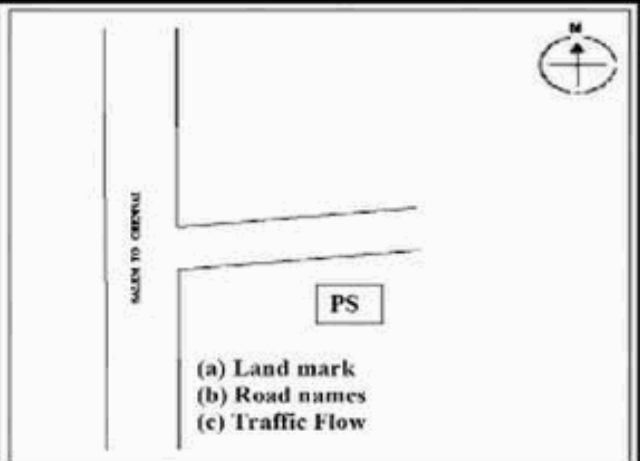 N
SALEM TO CHENNAI
PS
(a) Land mark
(b) Road names
(c) Traffic Flow